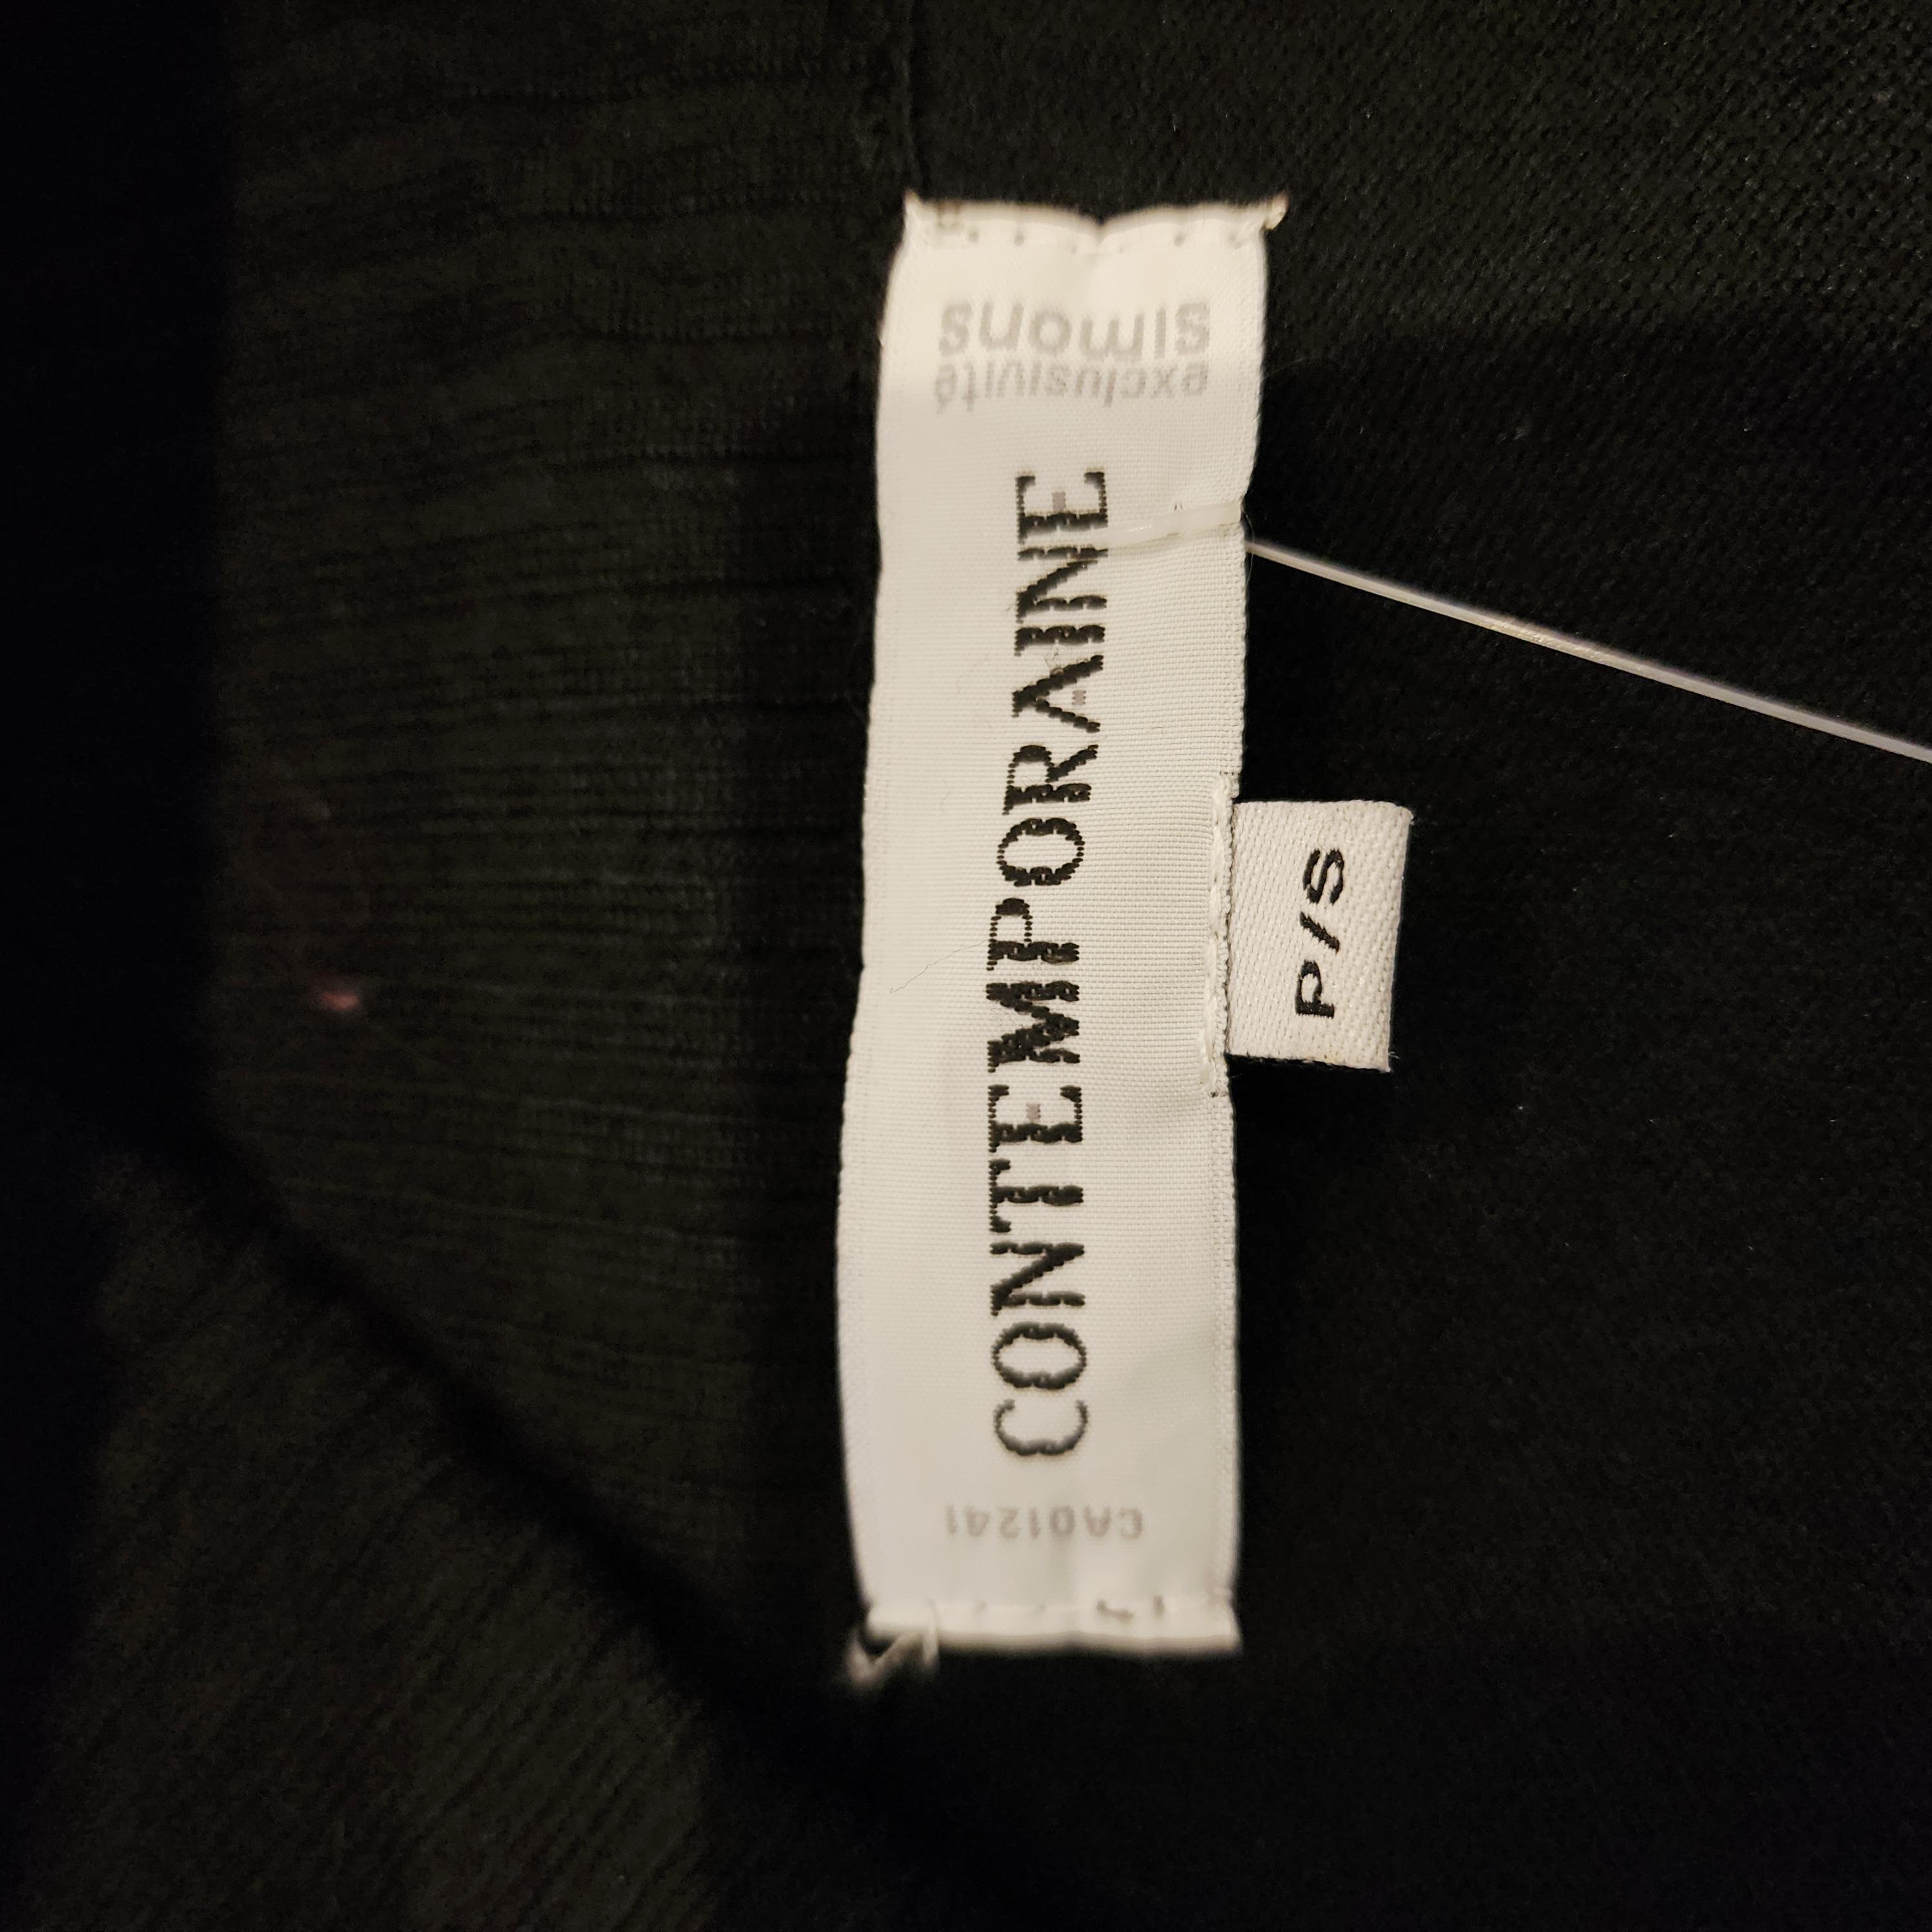 exclusivité
simons
CONTEMPORAINE
CA01241
P/S